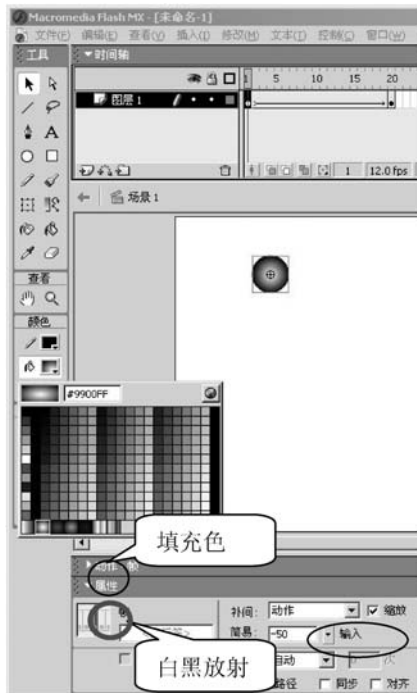 Macromedia Flash MX - [未命名-1]
文件(F) 编辑(E) 查看(V) 插入(I) 修改(M) 文本(T) 控制(C) 窗口(W)
工具
时间轴
1 5 10 15 20
图层 1
1 12.0 fps
场景 1
查看
颜色
#9900FF
填充色
动作 - 帧
属性
补间: 动作 缩放
简易: -50 输入
自动 次
路径 同步 对齐
白黑放射